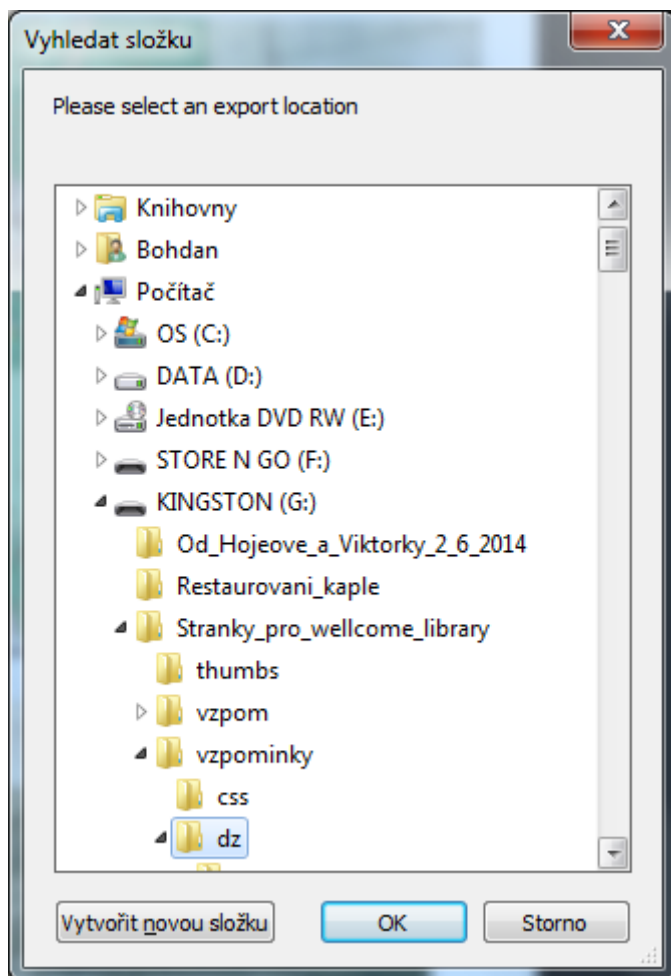 Vyhledat složku
Please select an export location
Knihovny
Bohdan
Počítač
OS (C:)
DATA (D:)
Jednotka DVD RW (E:)
STORE N GO (F:)
KINGSTON (G:)
Od_Hojeove_a_Viktorky_2_6_2014
Restaurovani_kaple
Stranky_pro_wellcome_library
thumbs
vzpom
vzpominky
css
dz
Vytvořit novou složku OK Storno